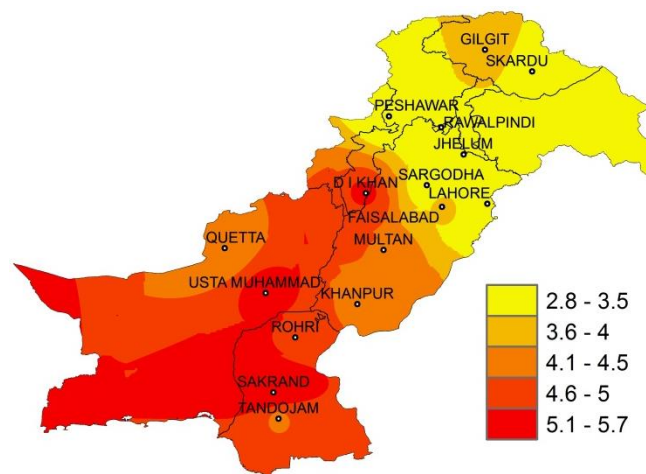 GILGIT
SKARDU
PESHAWAR
RAWALPINDI
JHELUM
D I KHAN
SARGODHA
LAHORE
FAISALABAD
QUETTA
MULTAN
USTA MUHAMMAD
KHANPUR
ROHRI
SAKRAND
TANDOJAM
2.8 - 3.5
3.6 - 4
4.1 - 4.5
4.6 - 5
5.1 - 5.7